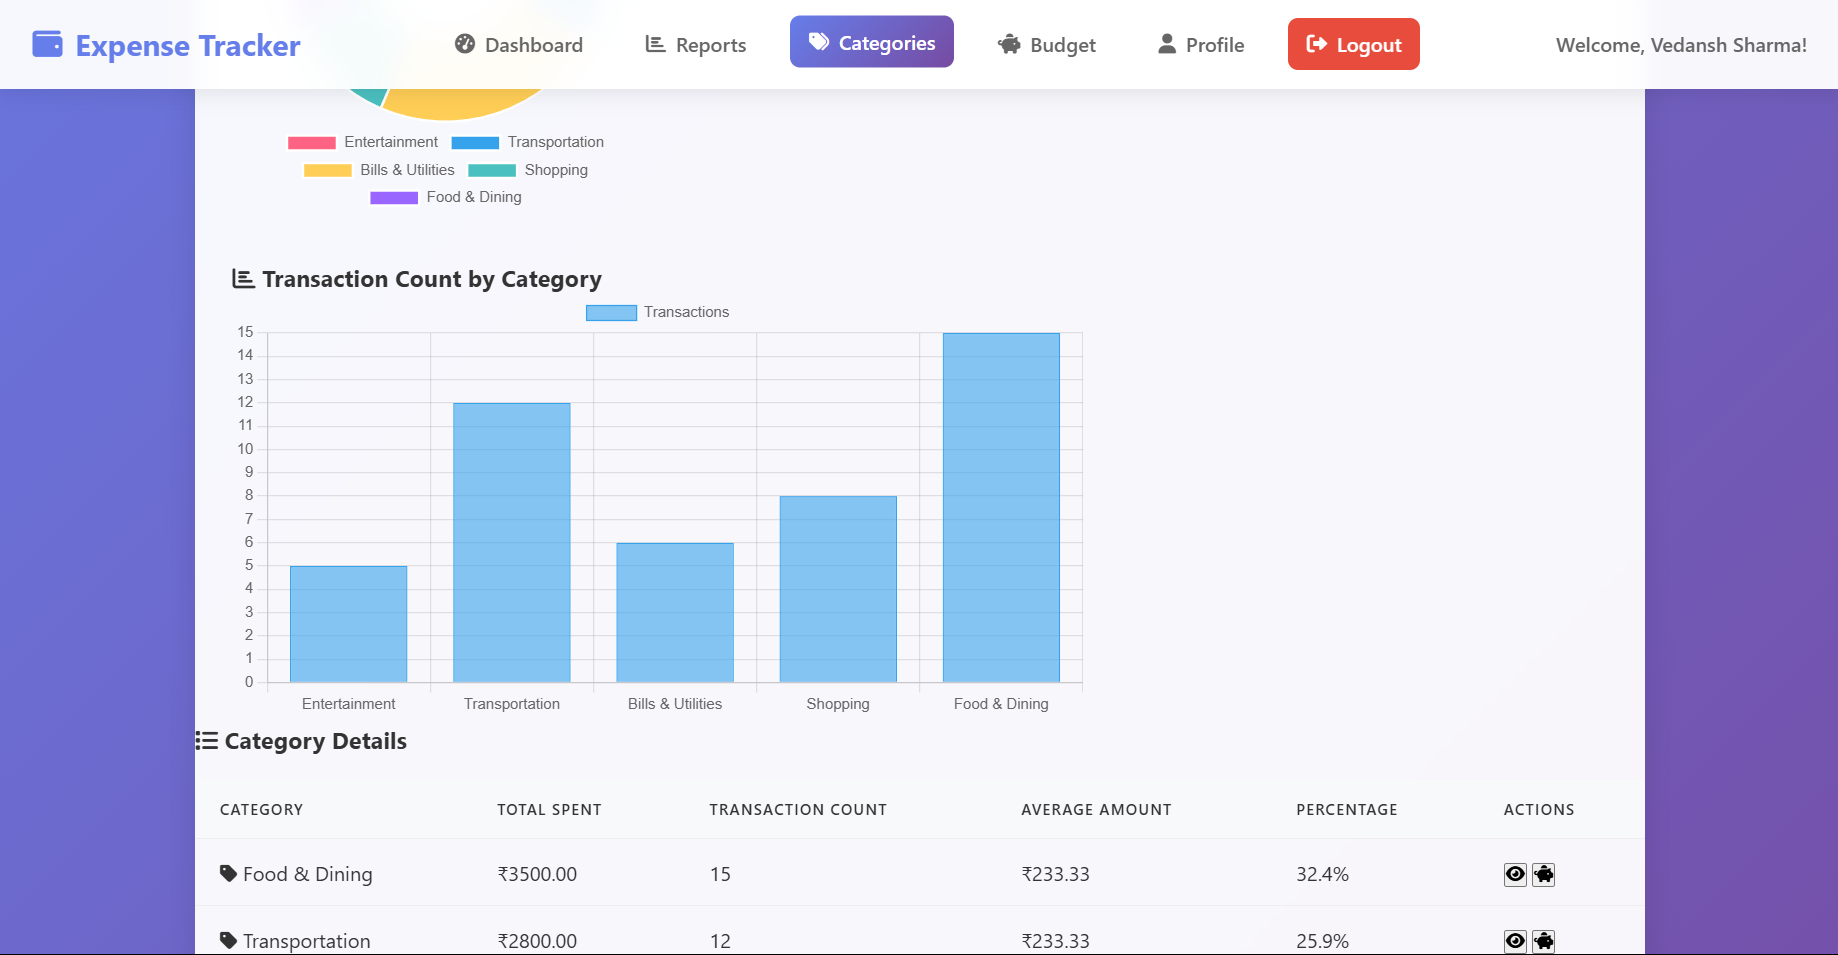 Expense Tracker
Dashboard
Reports
Categories
Budget
Profile
Logout
Welcome, Vedansh Sharma!
Entertainment
Transportation
Bills & Utilities
Shopping
Food & Dining
Transaction Count by Category
Transactions
15
14
13
12
11
10
9
8
7
6
5
4
3
2
1
0
Entertainment
Transportation
Bills & Utilities
Shopping
Food & Dining
Category Details
CATEGORY TOTAL SPENT TRANSACTION COUNT AVERAGE AMOUNT PERCENTAGE ACTIONS
Food & Dining ₹3500.00 15 ₹233.33 32.4%
Transportation ₹2800.00 12 ₹233.33 25.9%